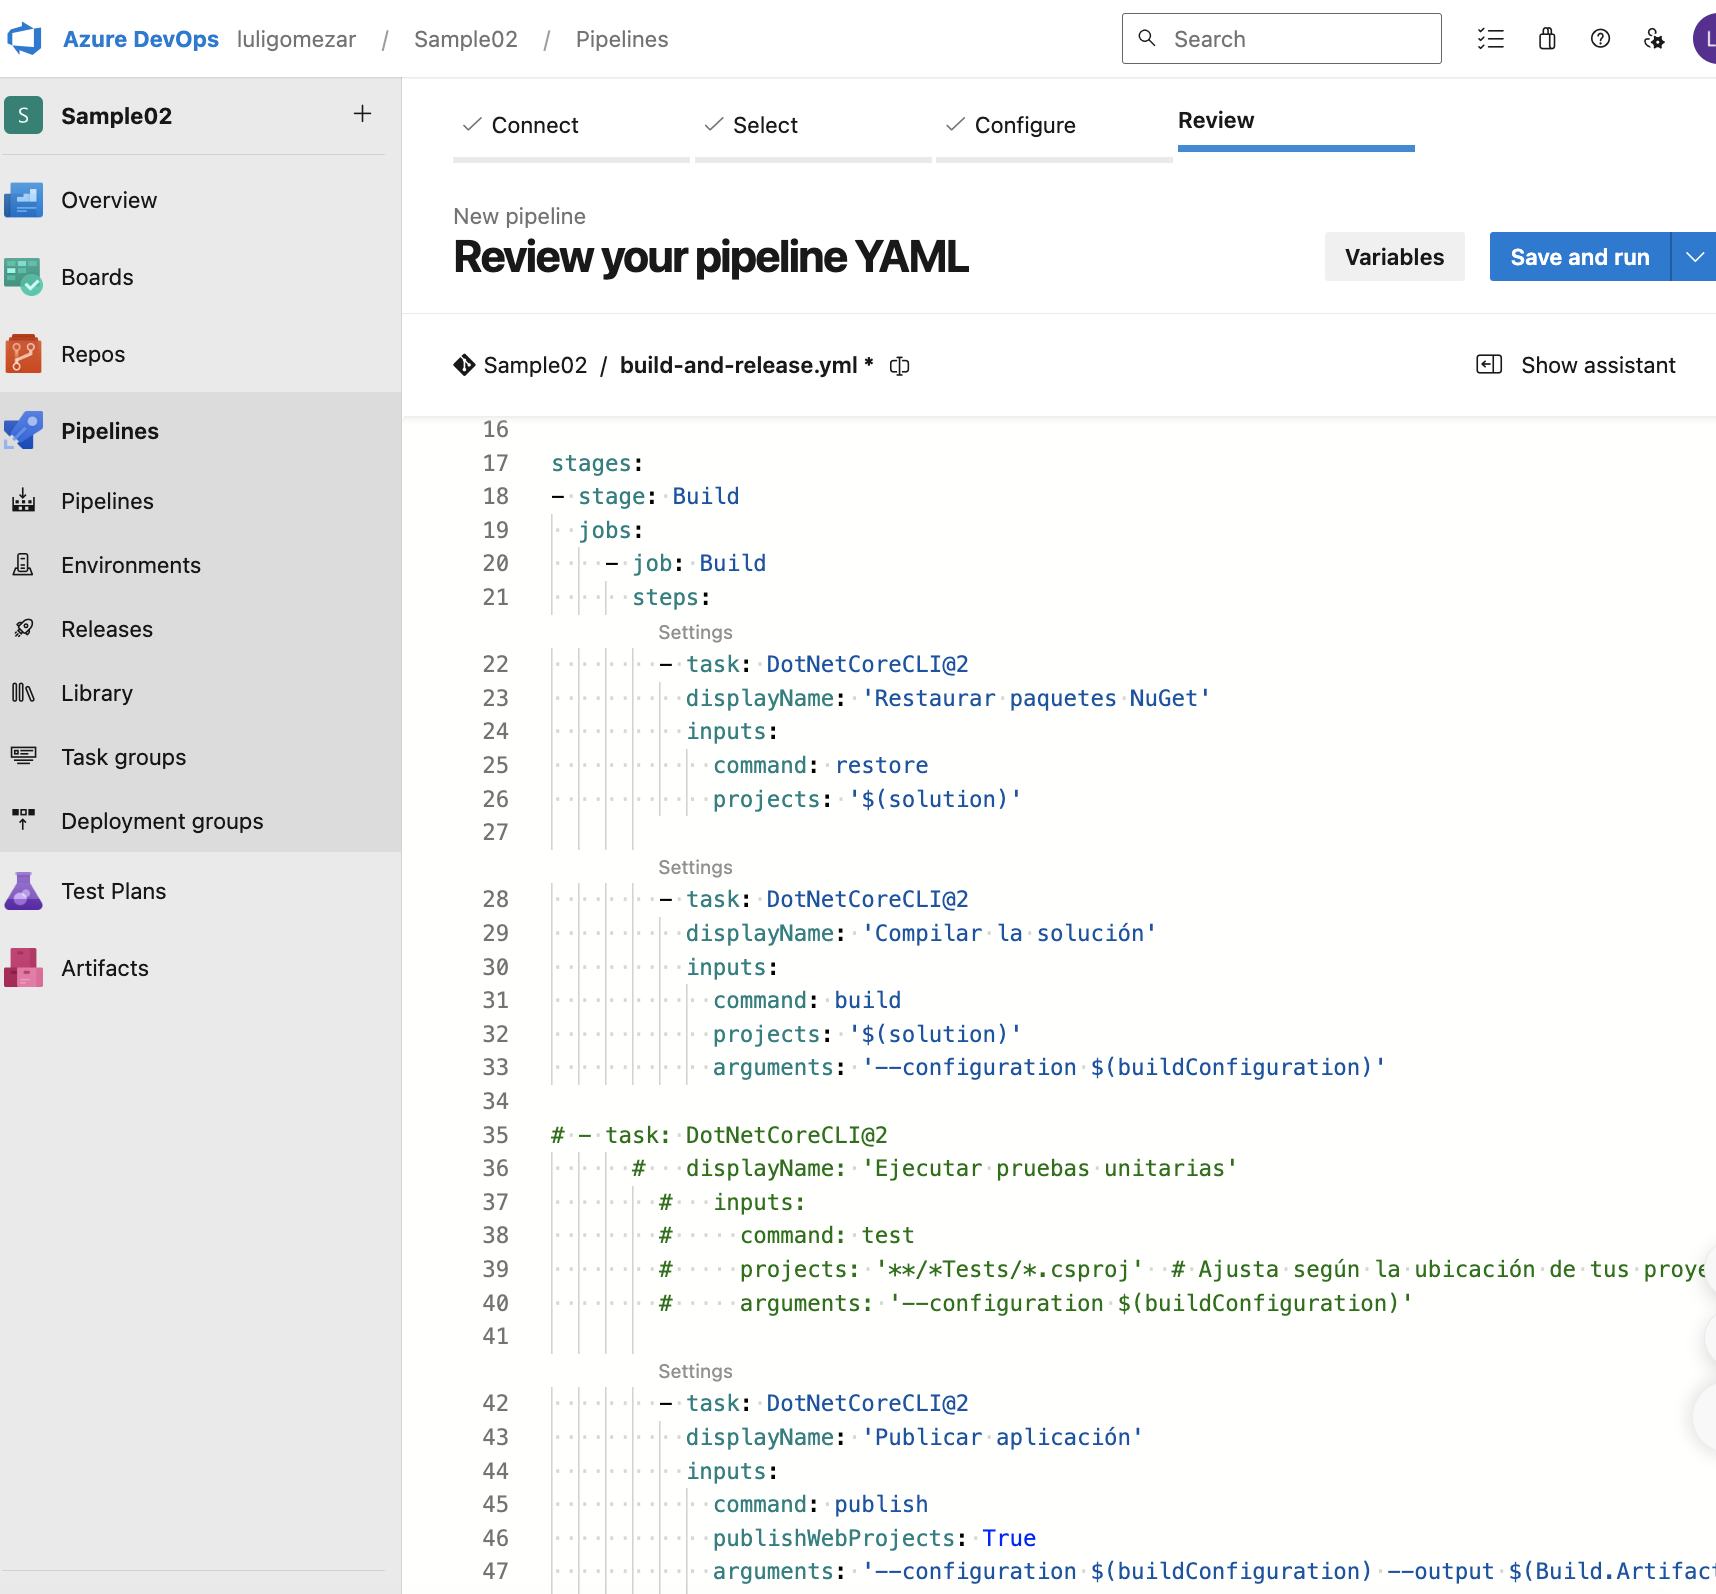 Azure DevOps luligomezar / Sample02 / Pipelines
Search
L
S Sample02 +
Overview
Boards
Repos
Pipelines
Pipelines
Environments
Releases
Library
Task groups
Deployment groups
Test Plans
Artifacts
Connect
Select
Configure
Review
New pipeline
Review your pipeline YAML
Variables
Save and run
Sample02 / build-and-release.yml *
Show assistant
16
17 stages:
18 - stage: Build
19 jobs:
20 - job: Build
21 steps:
Settings
22 - task: DotNetCoreCLI@2
23 displayName: 'Restaurar paquetes NuGet'
24 inputs:
25 command: restore
26 projects: '$(solution)'
27
Settings
28 - task: DotNetCoreCLI@2
29 displayName: 'Compilar la solución'
30 inputs:
31 command: build
32 projects: '$(solution)'
33 arguments: '--configuration $(buildConfiguration)'
34
35 # - task: DotNetCoreCLI@2
36 # displayName: 'Ejecutar pruebas unitarias'
37 # inputs:
38 # command: test
39 # projects: '**/*Tests/*.csproj' # Ajusta según la ubicación de tus proye
40 # arguments: '--configuration $(buildConfiguration)'
41
Settings
42 - task: DotNetCoreCLI@2
43 displayName: 'Publicar aplicación'
44 inputs:
45 command: publish
46 publishWebProjects: True
47 arguments: '--configuration $(buildConfiguration) --output $(Build.Artifact